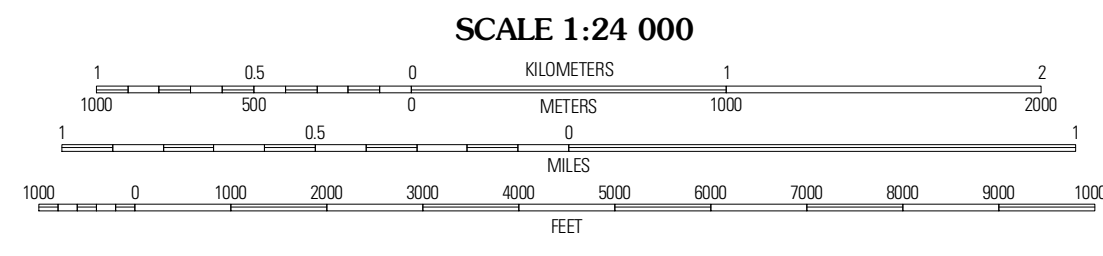 SCALE 1:24 000
1 0.5 0 KILOMETERS 1 2
1000 500 0 METERS 1000 2000
1 0.5 0 1
MILES
1000 0 1000 2000 3000 4000 5000 6000 7000 8000 9000 1000
FEET